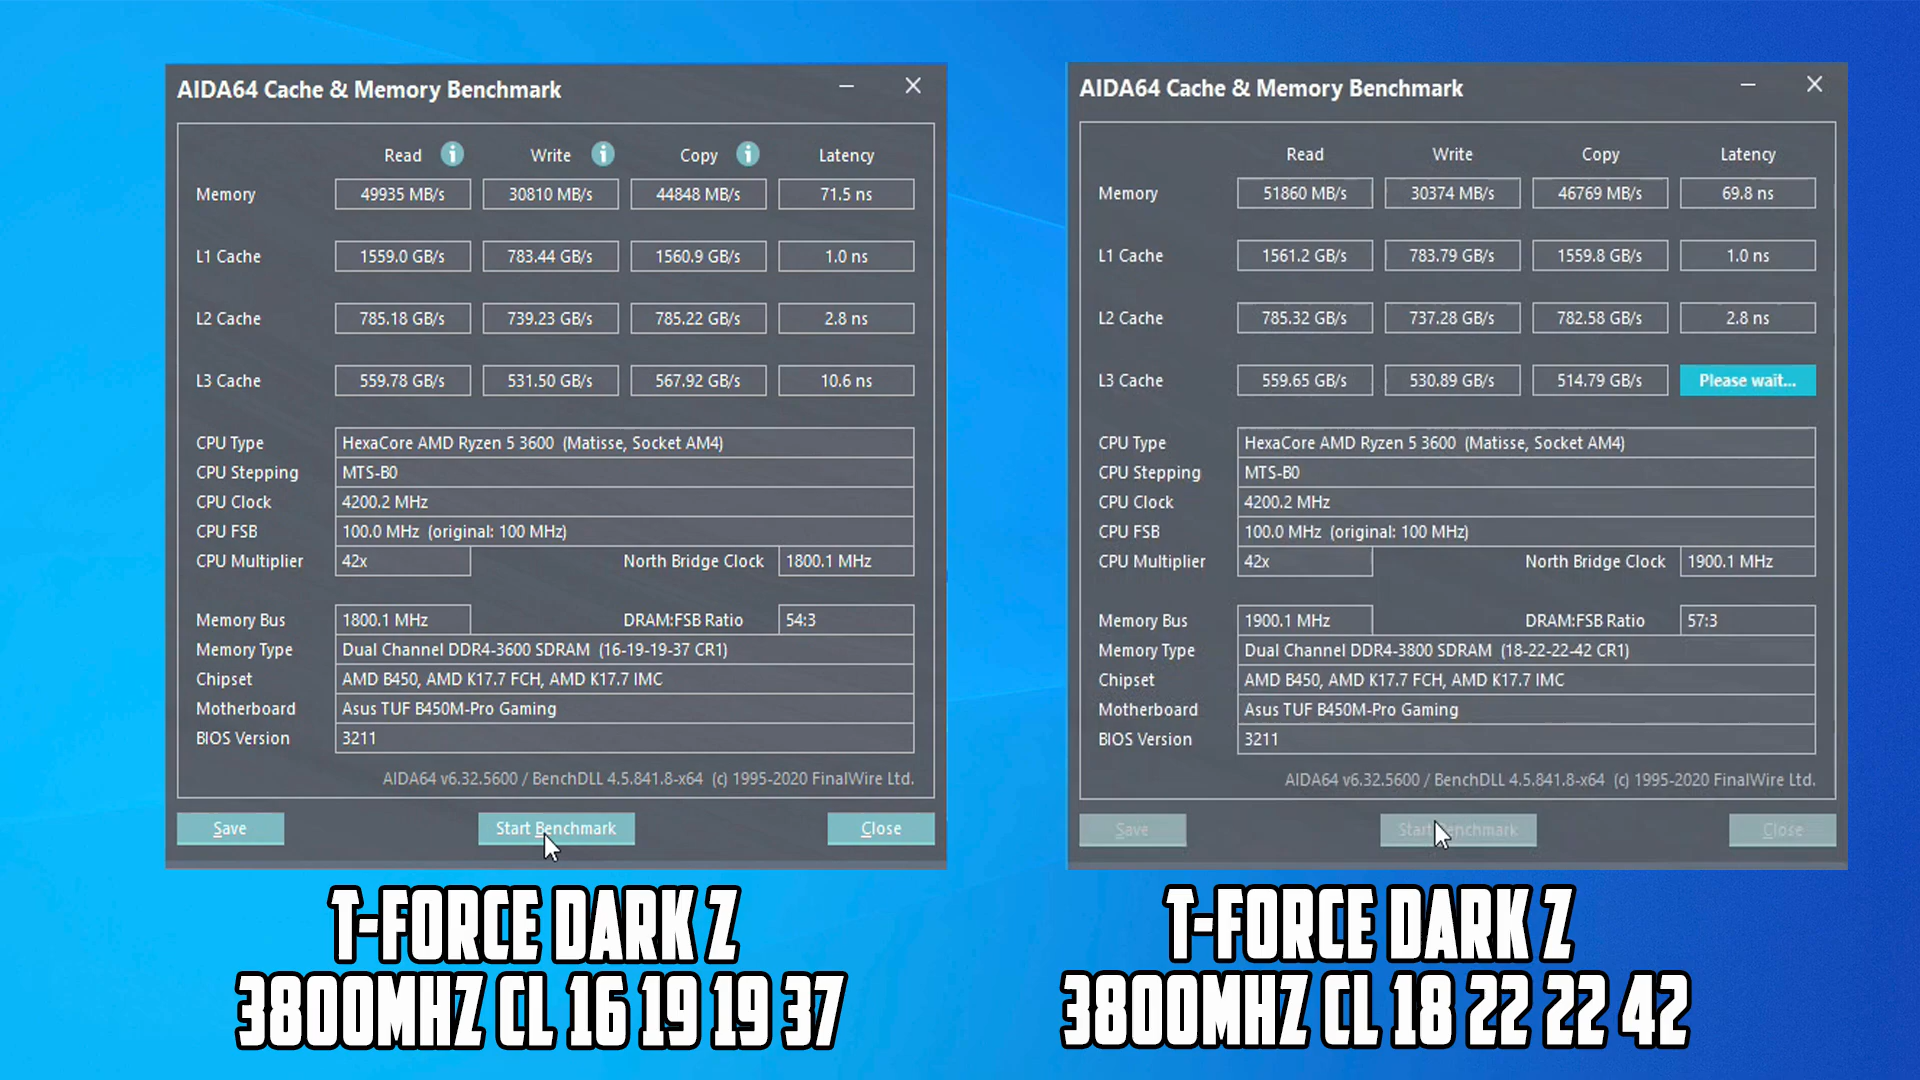 AIDA64 Cache & Memory Benchmark
Read Write Copy Latency
Memory 49935 MB/s 30810 MB/s 44848 MB/s 71.5 ns
L1 Cache 1559.0 GB/s 783.44 GB/s 1560.9 GB/s 1.0 ns
L2 Cache 785.18 GB/s 739.23 GB/s 785.22 GB/s 2.8 ns
L3 Cache 559.78 GB/s 531.50 GB/s 567.92 GB/s 10.6 ns
CPU Type HexaCore AMD Ryzen 5 3600 (Matisse, Socket AM4)
CPU Stepping MTS-B0
CPU Clock 4200.2 MHz
CPU FSB 100.0 MHz (original: 100 MHz)
CPU Multiplier 42x North Bridge Clock 1800.1 MHz
Memory Bus 1800.1 MHz DRAM:FSB Ratio 54:3
Memory Type Dual Channel DDR4-3600 SDRAM (16-19-19-37 CR1)
Chipset AMD B450, AMD K17.7 FCH, AMD K17.7 IMC
Motherboard Asus TUF B450M-Pro Gaming
BIOS Version 3211
AIDA64 v6.32.5600 / BenchDLL 4.5.841.8-x64 (c) 1995-2020 FinalWire Ltd.
Save Start Benchmark Close
T-FORCE DARK Z
3800MHZ CL 16 19 19 37
AIDA64 Cache & Memory Benchmark
Read Write Copy Latency
Memory 51860 MB/s 30374 MB/s 46769 MB/s 69.8 ns
L1 Cache 1561.2 GB/s 783.79 GB/s 1559.8 GB/s 1.0 ns
L2 Cache 785.32 GB/s 737.28 GB/s 782.58 GB/s 2.8 ns
L3 Cache 559.65 GB/s 530.89 GB/s 514.79 GB/s Please wait...
CPU Type HexaCore AMD Ryzen 5 3600 (Matisse, Socket AM4)
CPU Stepping MTS-B0
CPU Clock 4200.2 MHz
CPU FSB 100.0 MHz (original: 100 MHz)
CPU Multiplier 42x North Bridge Clock 1900.1 MHz
Memory Bus 1900.1 MHz DRAM:FSB Ratio 57:3
Memory Type Dual Channel DDR4-3800 SDRAM (18-22-22-42 CR1)
Chipset AMD B450, AMD K17.7 FCH, AMD K17.7 IMC
Motherboard Asus TUF B450M-Pro Gaming
BIOS Version 3211
AIDA64 v6.32.5600 / BenchDLL 4.5.841.8-x64 (c) 1995-2020 FinalWire Ltd.
Save Start Benchmark Close
T-FORCE DARK Z
3800MHZ CL 18 22 22 42